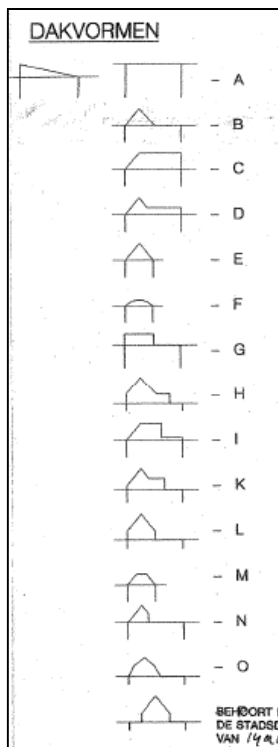 DAKVORMEN
- A
- B
- C
- D
- E
- F
- G
- H
- I
- K
- L
- M
- N
- O
BEHOORT
DE STADSD
VAN